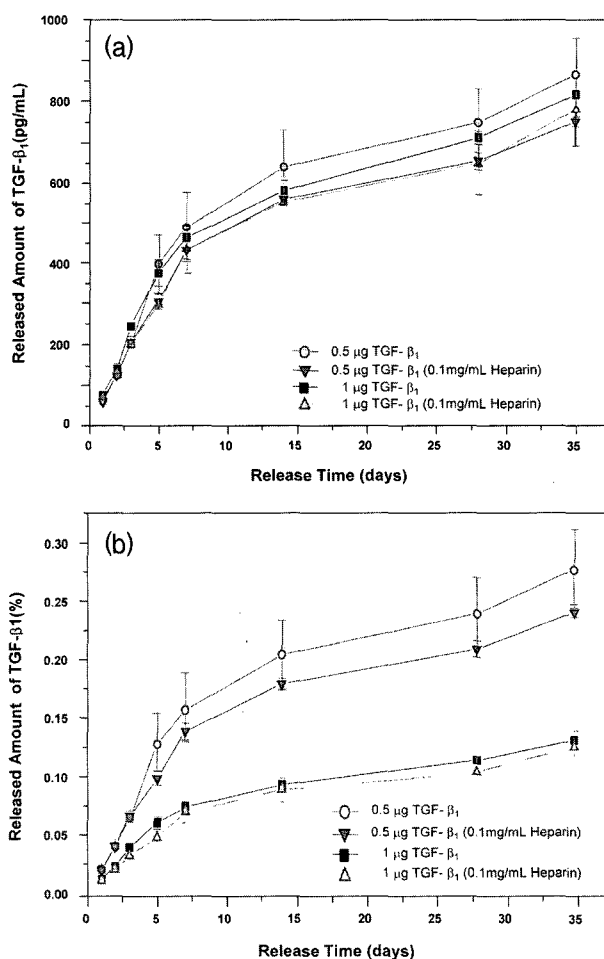 (a)
1000
800
600
400
200
0
Released Amount of TGF-β₁(pg/mL)
0.5 μg TGF- β₁
0.5 μg TGF- β₁ (0.1mg/mL Heparin)
1 μg TGF- β₁
1 μg TGF- β₁ (0.1mg/mL Heparin)
0 5 10 15 20 25 30 35
Release Time (days)
(b)
0.30
0.25
0.20
0.15
0.10
0.05
0.00
Released Amount of TGF-β1(%)
0.5 μg TGF- β₁
0.5 μg TGF- β₁ (0.1mg/mL Heparin)
1 μg TGF- β₁
1 μg TGF- β₁ (0.1mg/mL Heparin)
0 5 10 15 20 25 30 35
Release Time (days)